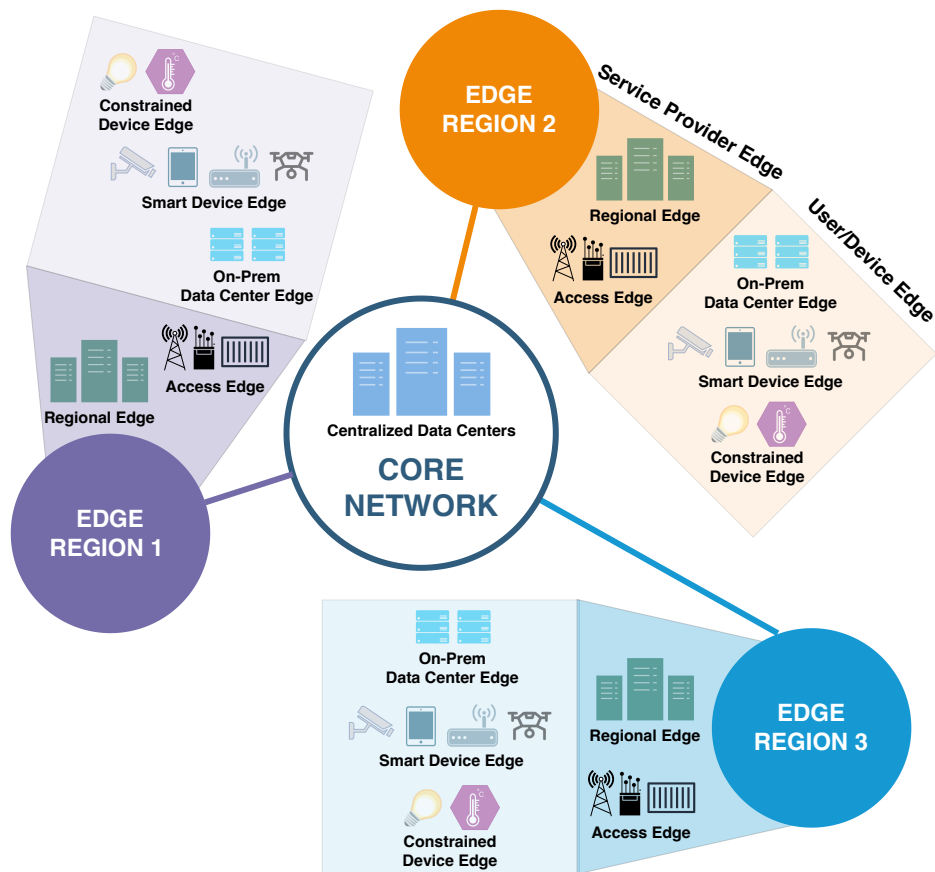 Constrained
Device Edge
Smart Device Edge
On-Prem
Data Center Edge
Regional Edge
Access Edge
EDGE
REGION 1
EDGE
REGION 2
Service Provider Edge
User/Device Edge
Regional Edge
Access Edge
On-Prem
Data Center Edge
Smart Device Edge
°C
Constrained
Device Edge
Centralized Data Centers
CORE
NETWORK
On-Prem
Data Center Edge
Smart Device Edge
°C
Constrained
Device Edge
Regional Edge
Access Edge
EDGE
REGION 3
°C